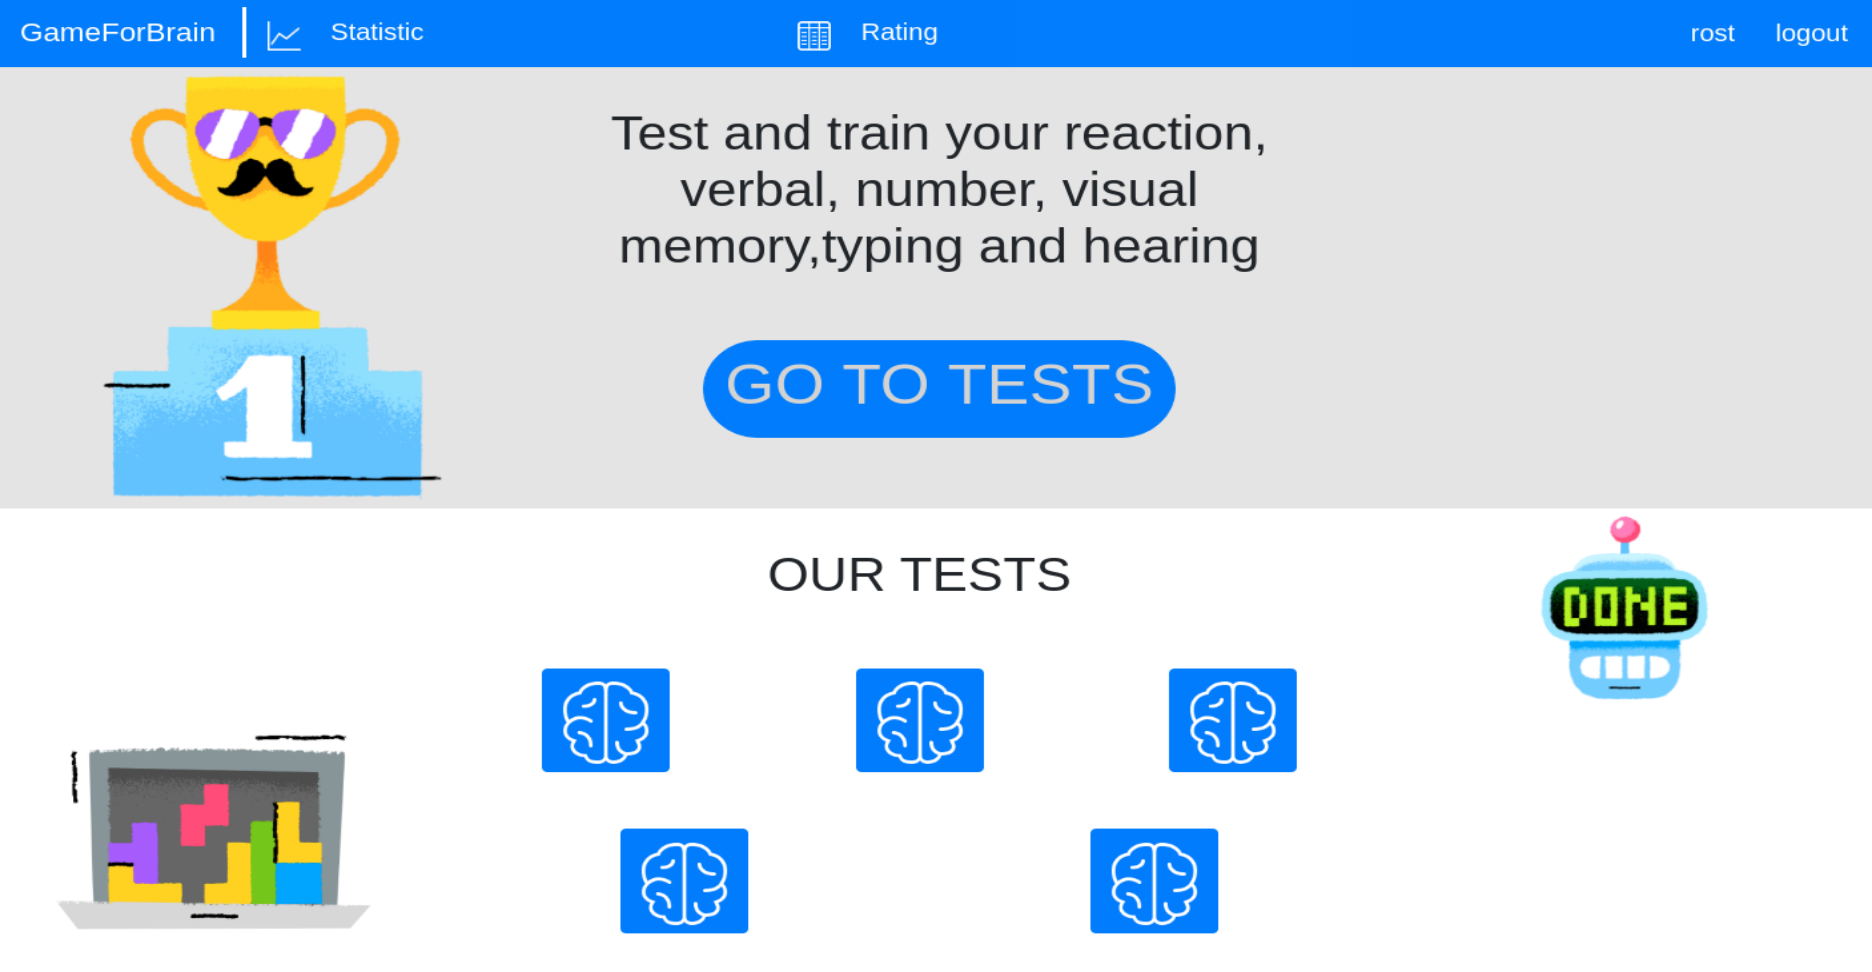 GameForBrain
Statistic
Rating
rost
logout
Test and train your reaction,
verbal, number, visual
memory,typing and hearing
GO TO TESTS
1
OUR TESTS
DONE